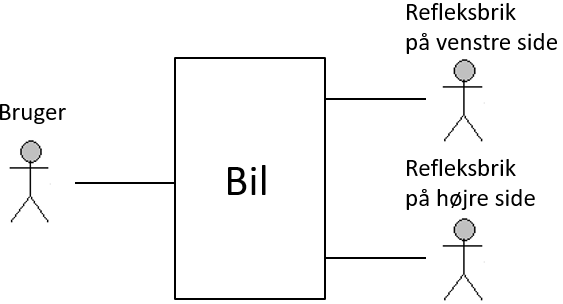 Refleksbrik
på venstre side
Bruger
Bil
Refleksbrik
på højre side